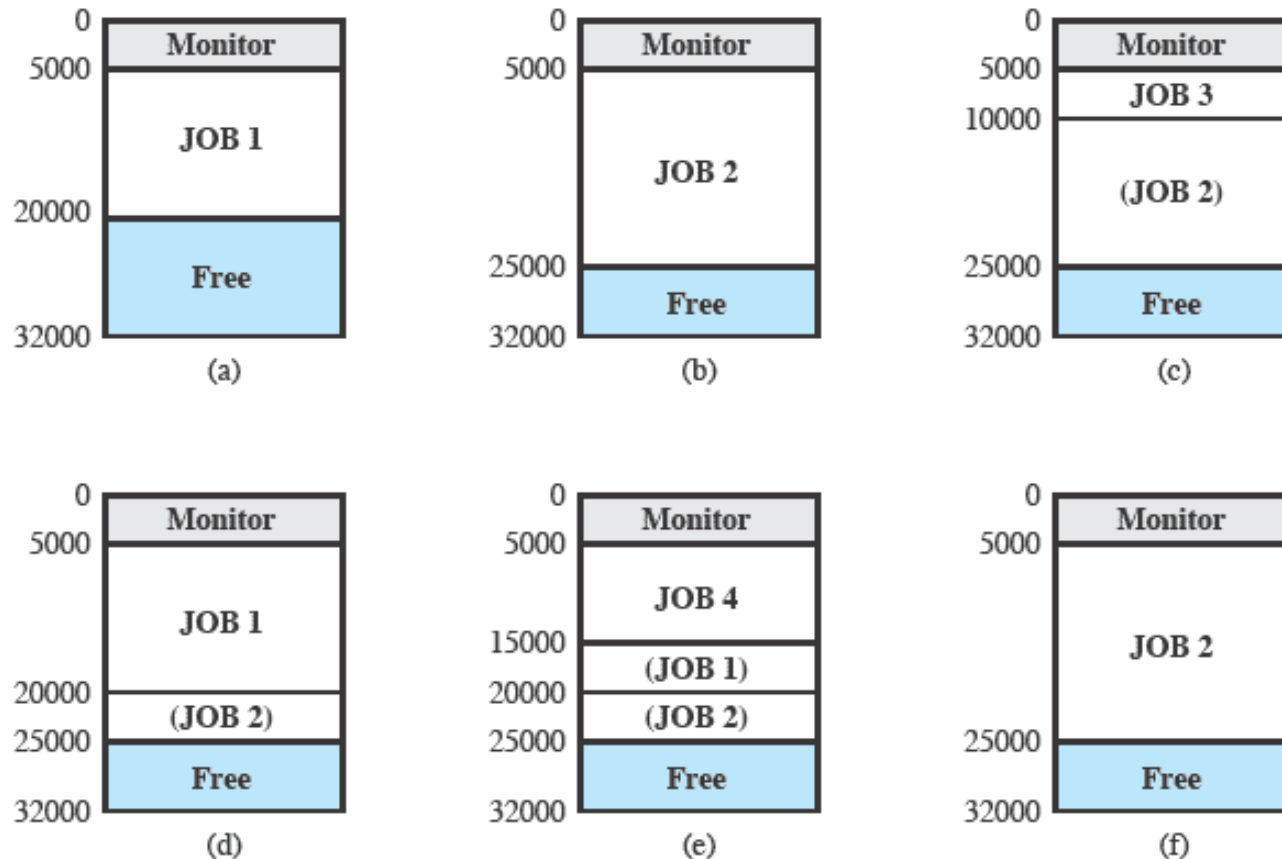 0
Monitor
5000
JOB 1
20000
Free
32000
(a)
0
Monitor
5000
JOB 2
25000
Free
32000
(b)
0
Monitor
5000
JOB 3
10000
(JOB 2)
25000
Free
32000
(c)
0
Monitor
5000
JOB 1
20000
(JOB 2)
25000
Free
32000
(d)
0
Monitor
5000
JOB 4
15000
(JOB 1)
20000
(JOB 2)
25000
Free
32000
(e)
0
Monitor
5000
JOB 2
25000
Free
32000
(f)